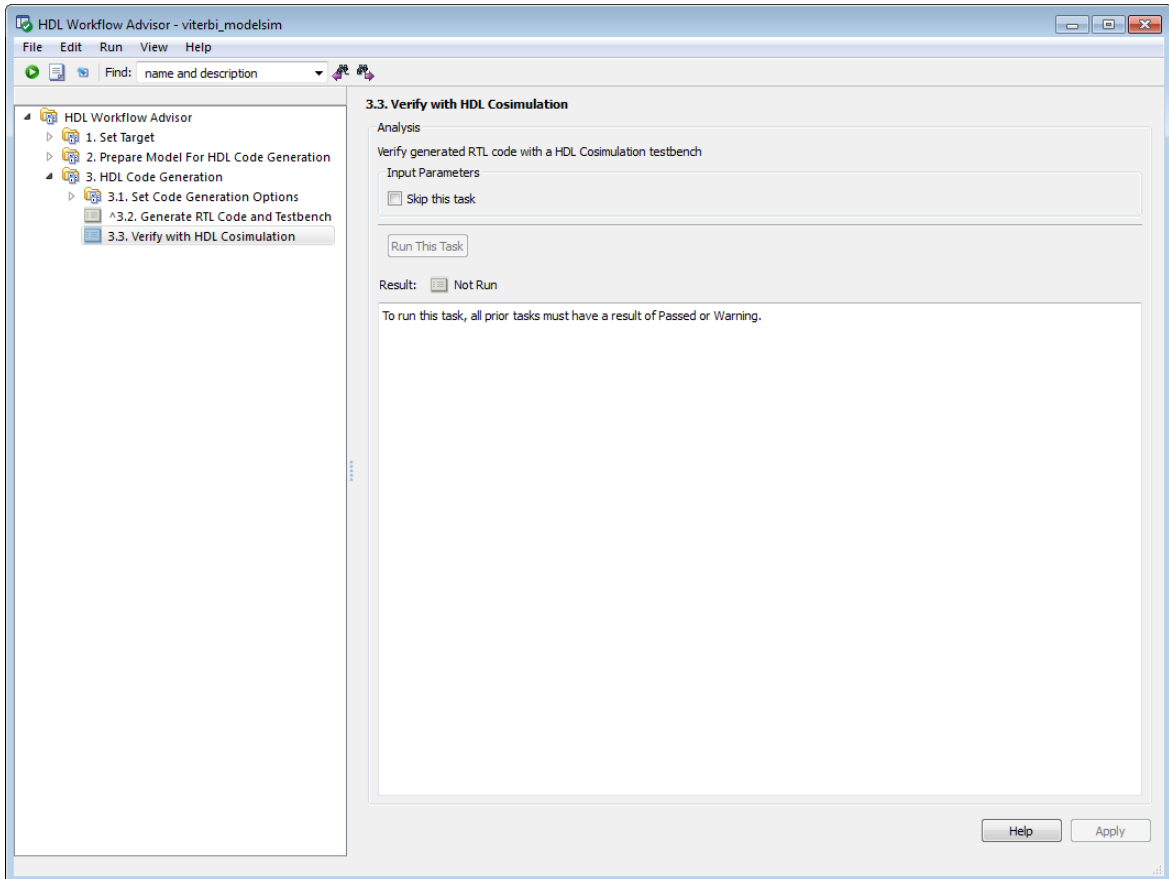 HDL Workflow Advisor - viterbi_modelsim
File Edit Run View Help
Find: name and description
HDL Workflow Advisor
1. Set Target
2. Prepare Model For HDL Code Generation
3. HDL Code Generation
3.1. Set Code Generation Options
^3.2. Generate RTL Code and Testbench
3.3. Verify with HDL Cosimulation
3.3. Verify with HDL Cosimulation
Analysis
Verify generated RTL code with a HDL Cosimulation testbench
Input Parameters
Skip this task
Run This Task
Result: Not Run
To run this task, all prior tasks must have a result of Passed or Warning.
Help Apply